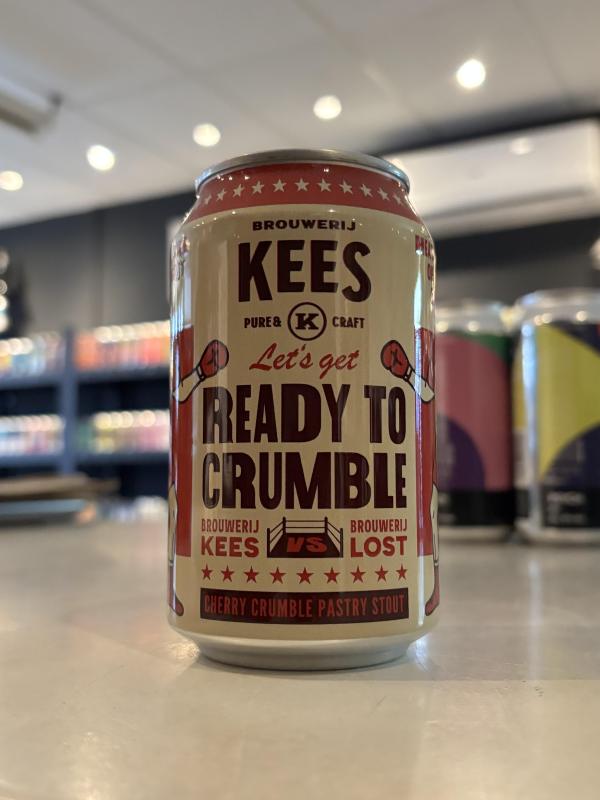 BROUWERIJ
KEES
PURE & K CRAFT
Let's get
READY TO
CRUMBLE
BROUWERIJ KEES VS BROUWERIJ LOST
CHERRY CRUMBLE PASTRY STOUT